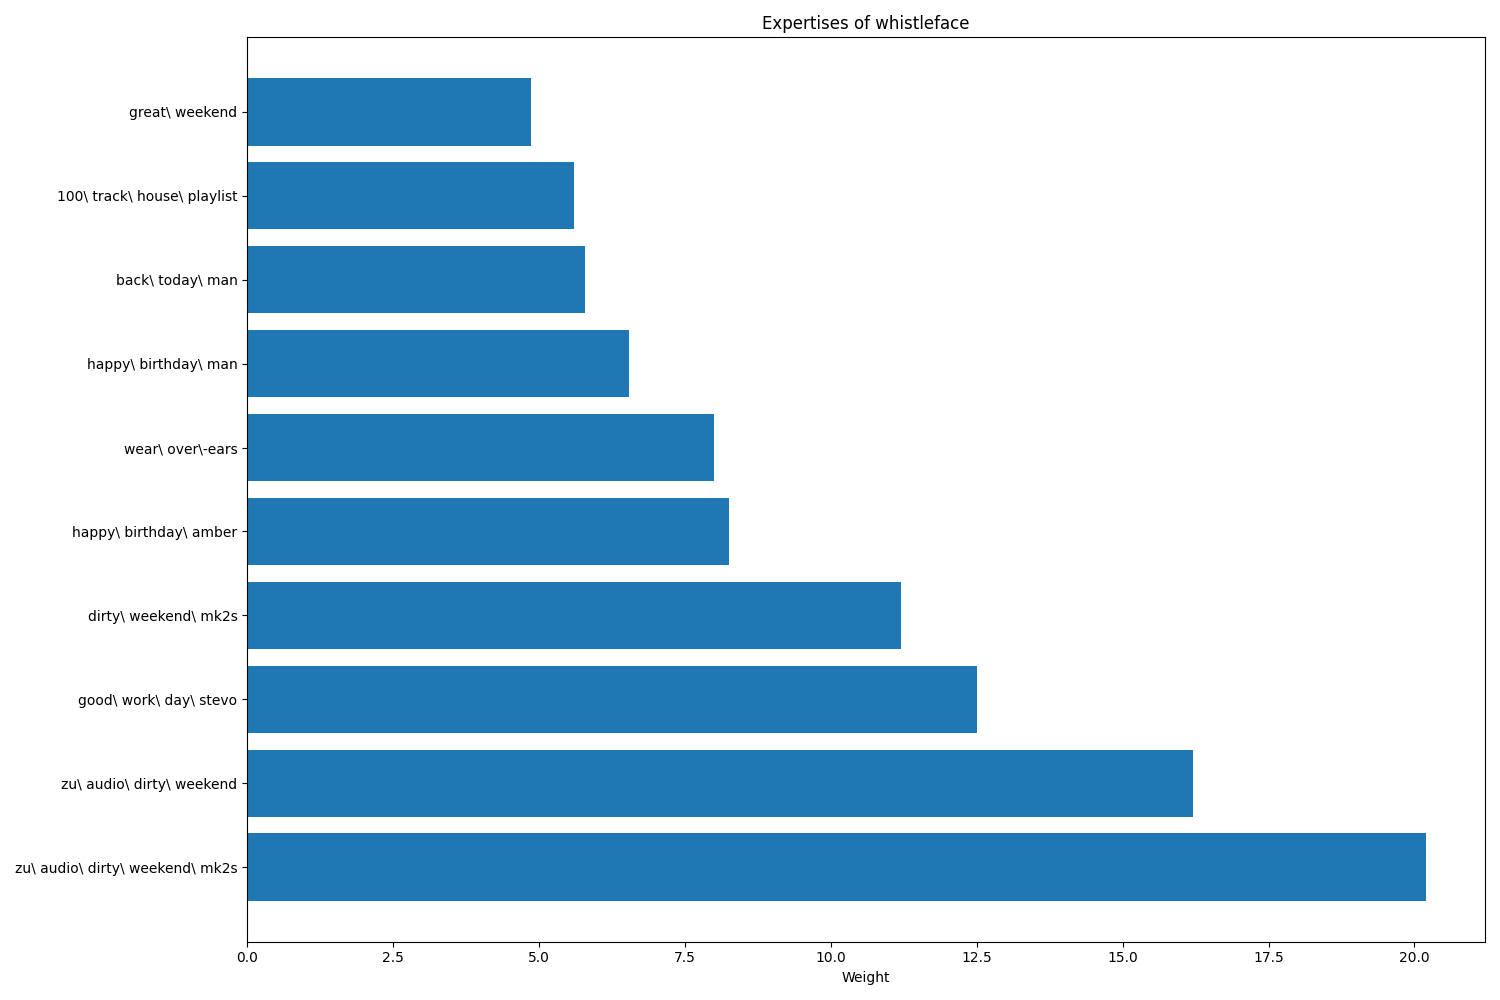 Expertises of whistleface
great\ weekend
100\ track\ house\ playlist
back\ today\ man
happy\ birthday\ man
wear\ over\-ears
happy\ birthday\ amber
dirty\ weekend\ mk2s
good\ work\ day\ stevo
zu\ audio\ dirty\ weekend
zu\ audio\ dirty\ weekend\ mk2s
0.0 2.5 5.0 7.5 10.0 12.5 15.0 17.5 20.0
Weight